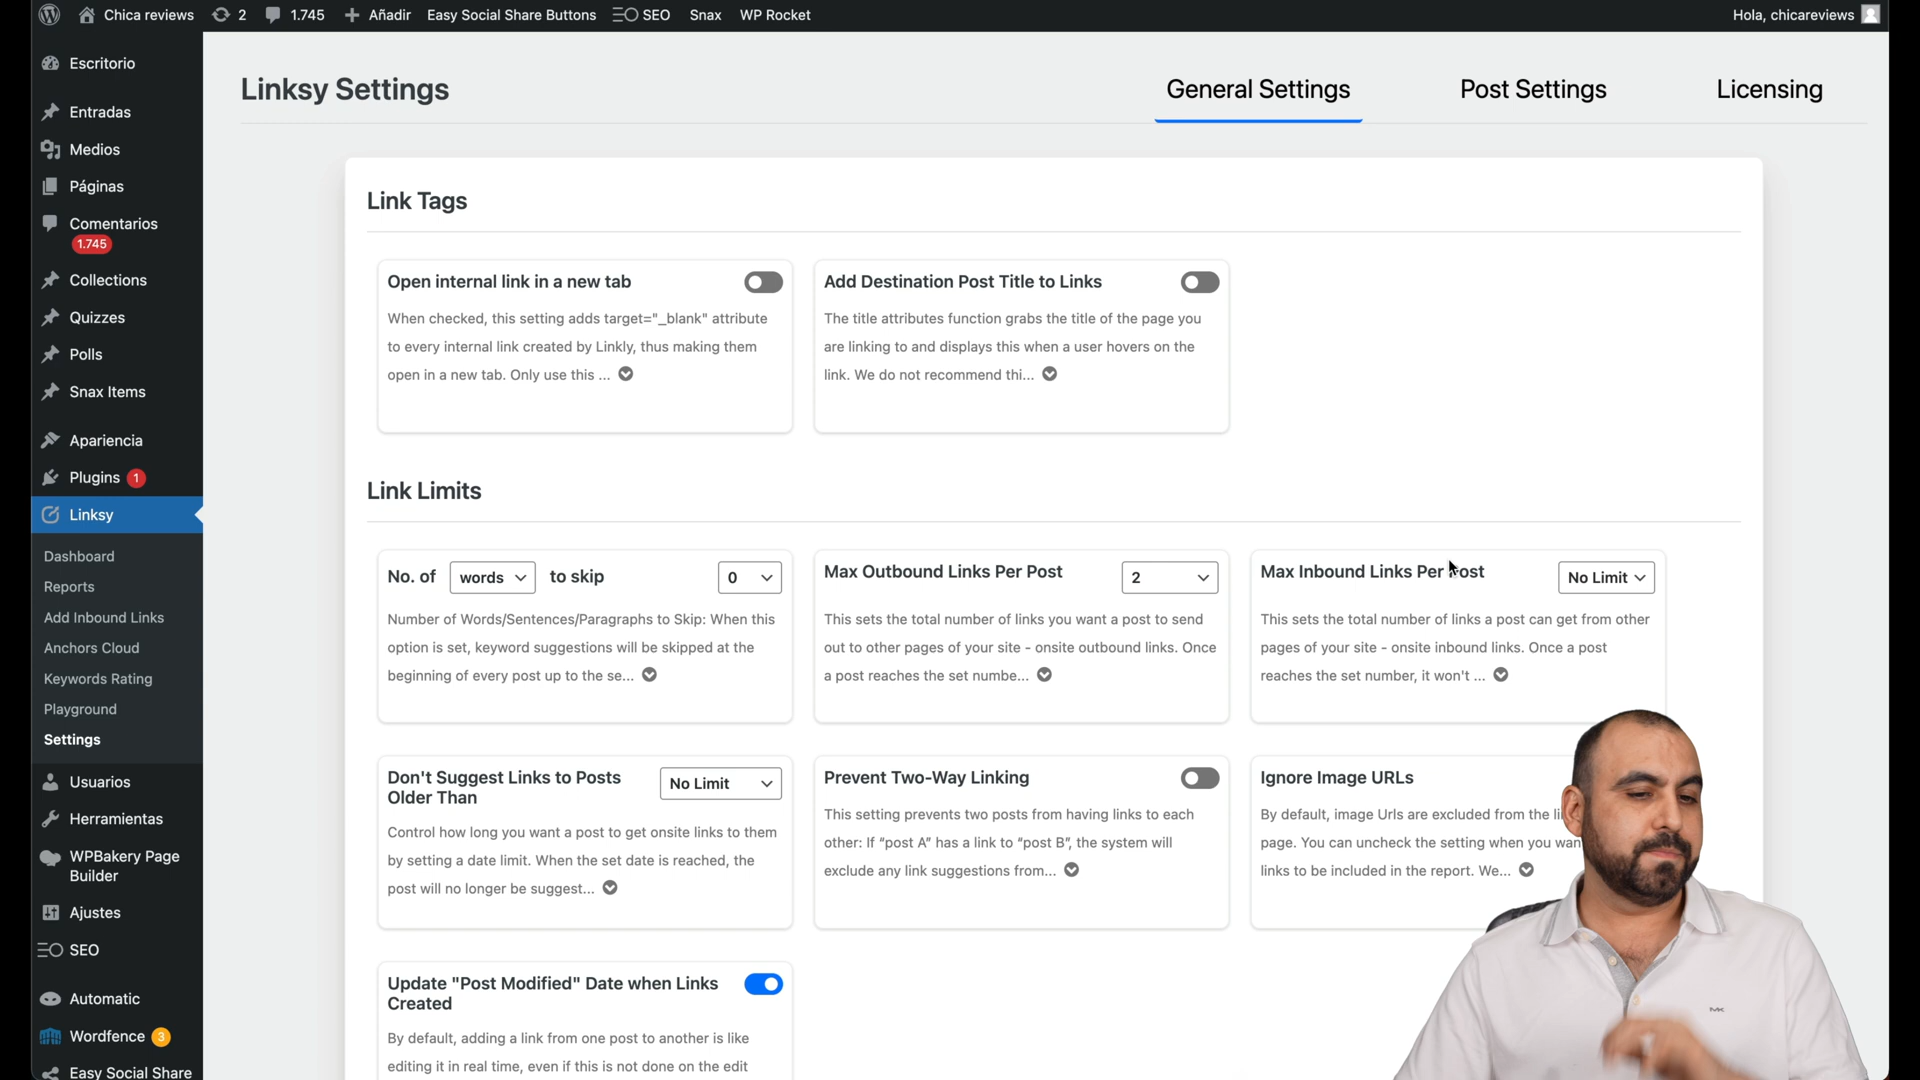 Chica reviews 2 1.745 Añadir Easy Social Share Buttons SEO Snax WP Rocket Hola, chicareviews
Escritorio
Entradas
Medios
Páginas
Comentarios
1.745
Collections
Quizzes
Polls
Snax Items
Apariencia
Plugins 1
Linksy
Dashboard
Reports
Add Inbound Links
Anchors Cloud
Keywords Rating
Playground
Settings
Usuarios
Herramientas
WPBakery Page
Builder
Ajustes
SEO
Automatic
Wordfence 3
Easy Social Share
Linksy Settings
General Settings Post Settings Licensing
Link Tags
Open internal link in a new tab
When checked, this setting adds target="_blank" attribute
to every internal link created by Linkly, thus making them
open in a new tab. Only use this ...
Add Destination Post Title to Links
The title attributes function grabs the title of the page you
are linking to and displays this when a user hovers on the
link. We do not recommend thi...
Link Limits
No. of words to skip 0
Number of Words/Sentences/Paragraphs to Skip: When this
option is set, keyword suggestions will be skipped at the
beginning of every post up to the se...
Max Outbound Links Per Post 2
This sets the total number of links you want a post to send
out to other pages of your site - onsite outbound links. Once
a post reaches the set numbe...
Max Inbound Links Per Post No Limit
This sets the total number of links a post can get from other
pages of your site - onsite inbound links. Once a post
reaches the set number, it won't ...
Don't Suggest Links to Posts
Older Than
No Limit
Control how long you want a post to get onsite links to them
by setting a date limit. When the set date is reached, the
post will no longer be suggest...
Prevent Two-Way Linking
This setting prevents two posts from having links to each
other: If “post A” has a link to “post B”, the system will
exclude any link suggestions from...
Ignore Image URLs
By default, image Urls are excluded from the
page. You can uncheck the setting when you
links to be included in the report. We...
Update "Post Modified" Date when Links
Created
By default, adding a link from one post to another is like
editing it in real time, even if this is not done on the edit
MK